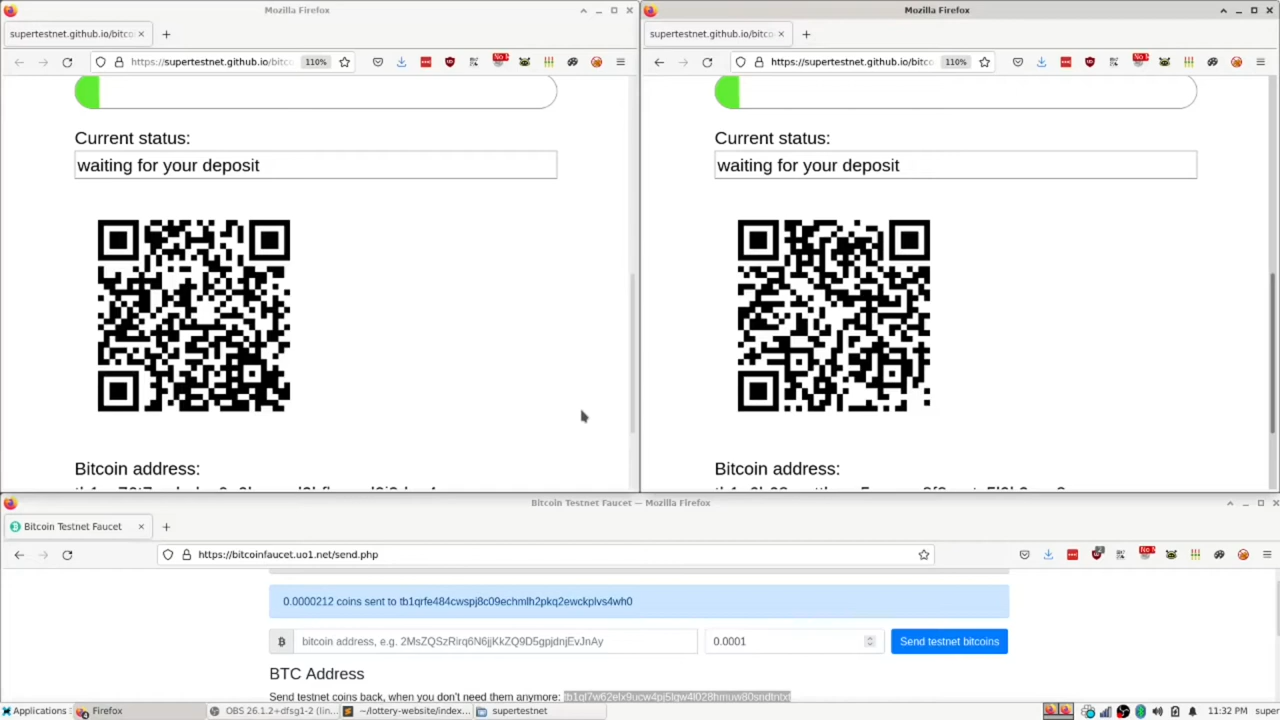 Mozilla Firefox
supertestnet.github.io/bitco
https://supertestnet.github.io/bitc
110%
Current status:
waiting for your deposit
Bitcoin address:
Mozilla Firefox
supertestnet.github.io/bitco
https://supertestnet.github.io/bitco
110%
Current status:
waiting for your deposit
Bitcoin address:
Bitcoin Testnet Faucet — Mozilla Firefox
Bitcoin Testnet Faucet
https://bitcoinfaucet.uo1.net/send.php
0.0000212 coins sent to tb1qrfe484cwspj8c09echmlh2pkq2ewckplvs4wh0
bitcoin address, e.g. 2MsZQSzRirq6N6jjKkZQ9D5gpjdnjEvJnAy
0.0001
Send testnet bitcoins
BTC Address
Send testnet coins back, when you don't need them anymore:
Applications
Firefox
OBS 26.1.2+dfsg1-2 (lin...
~/lottery-website/index...
supertestnet
11:32 PM
super